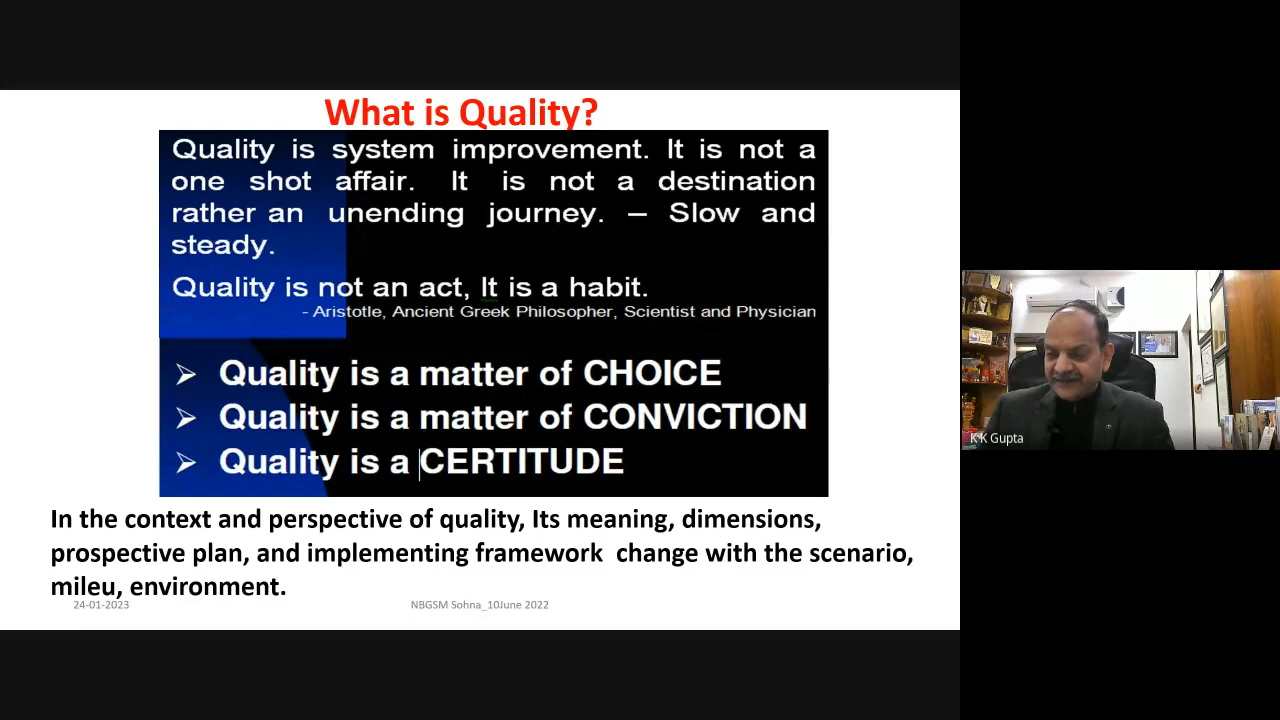 What is Quality?
Quality is system improvement. It is not a
one shot affair. It is not a destination
rather an unending journey. – Slow and
steady.
Quality is not an act, It is a habit.
- Aristotle, Ancient Greek Philosopher, Scientist and Physician
➢ Quality is a matter of CHOICE
➢ Quality is a matter of CONVICTION
➢ Quality is a CERTITUDE
In the context and perspective of quality, Its meaning, dimensions,
prospective plan, and implementing framework change with the scenario,
mileu, environment.
24-01-2023
NBGSM Sohna_10June 2022
K K Gupta